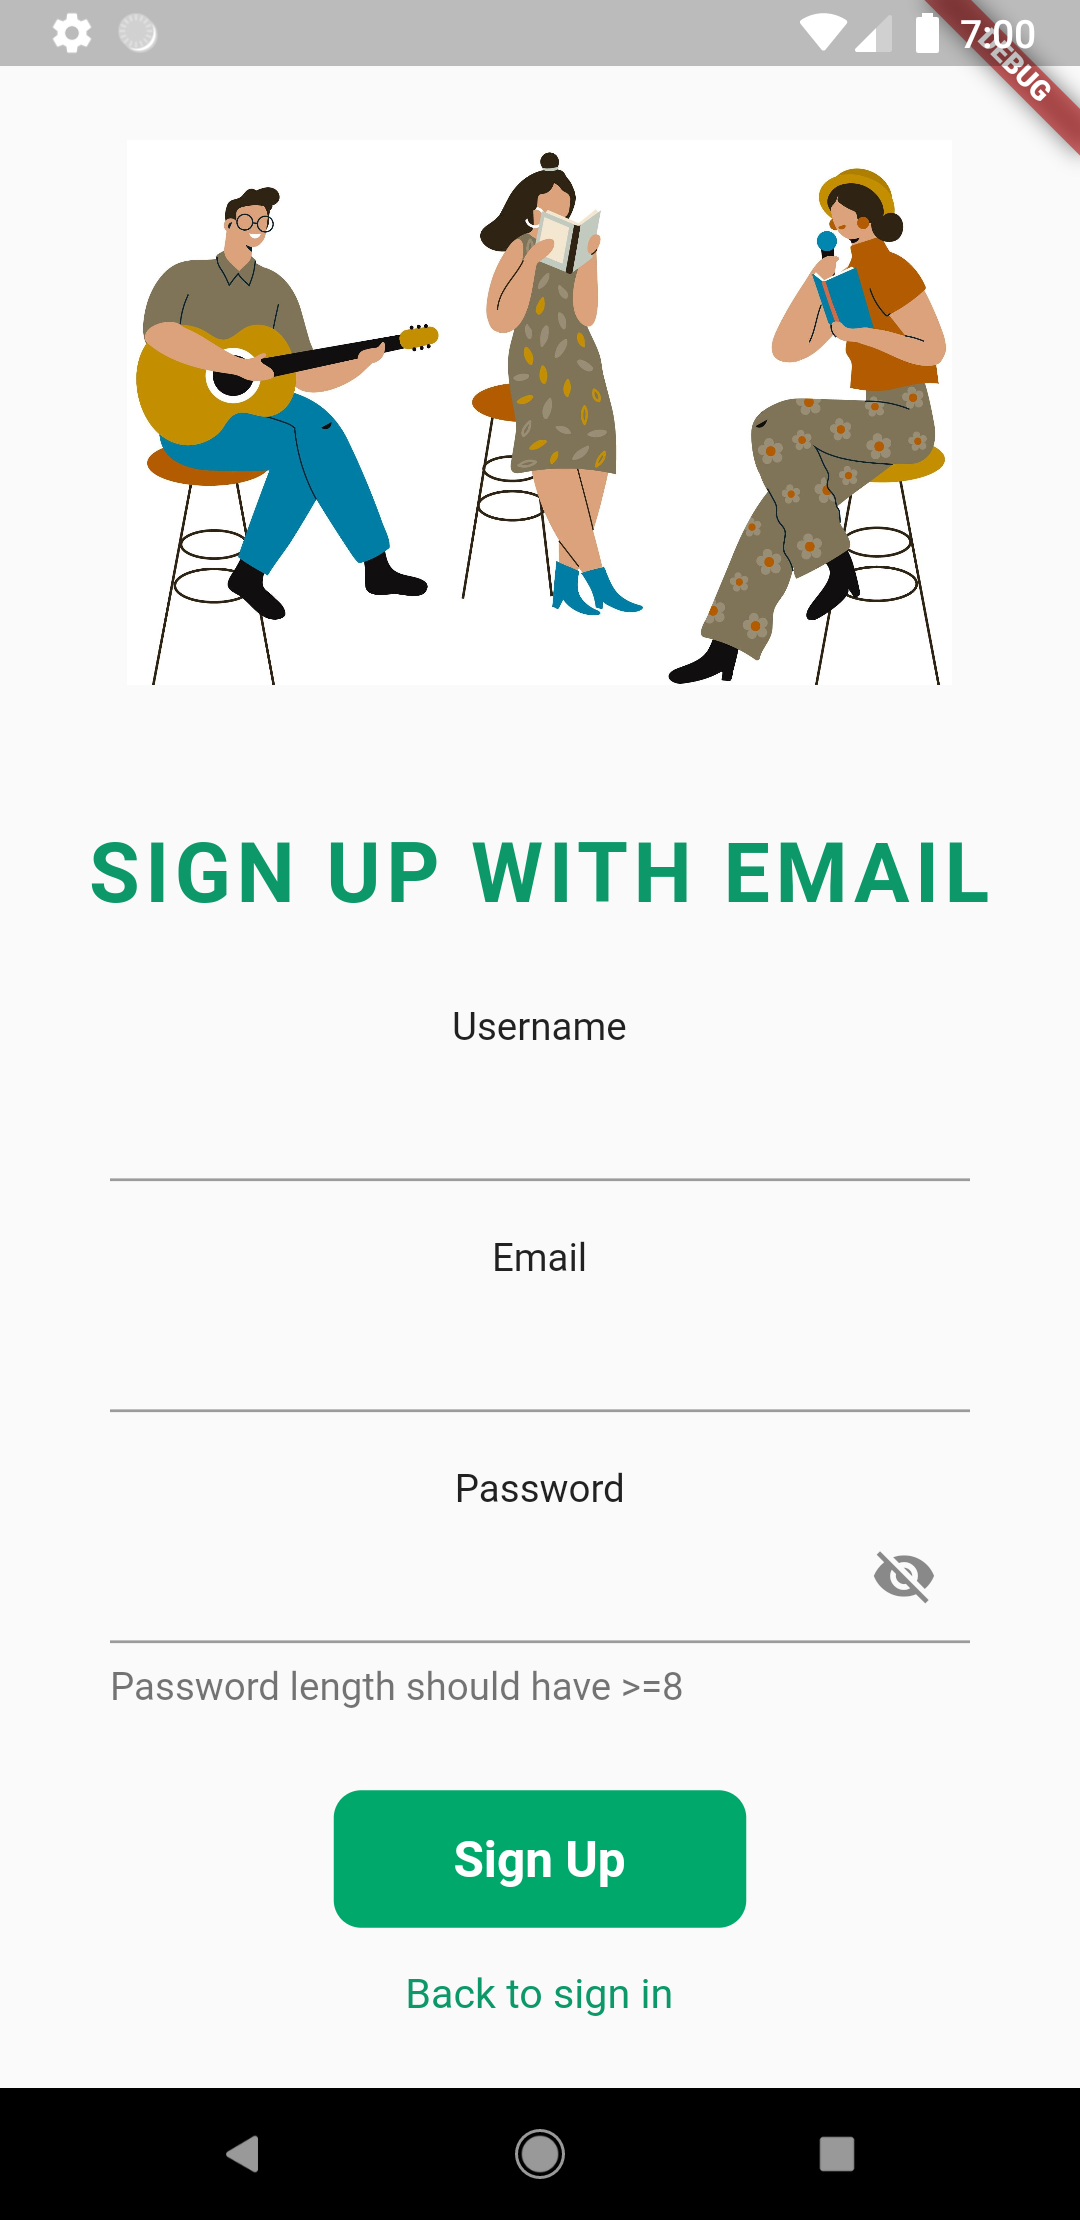 7:00
DEBUG
SIGN UP WITH EMAIL
Username
Email
Password
Password length should have >=8
Sign Up
Back to sign in